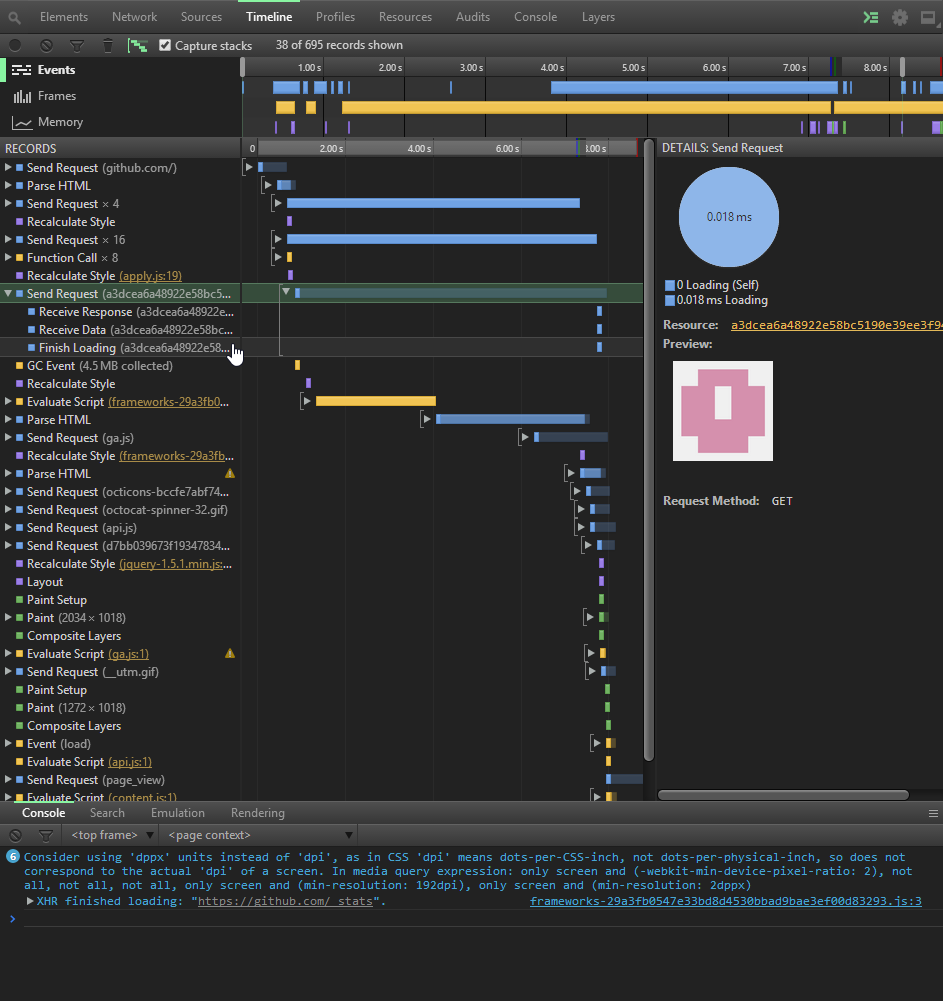 Elements Network Sources Timeline Profiles Resources Audits Console Layers
Capture stacks 38 of 695 records shown
Events
Frames
Memory
1.00 s 2.00 s 3.00 s 4.00 s 5.00 s 6.00 s 7.00 s 8.00 s
RECORDS
0 2.00 s 4.00 s 6.00 s 8.00 s
Send Request (github.com/)
Parse HTML
Send Request × 4
Recalculate Style
Send Request × 16
Function Call × 8
Recalculate Style (apply.js:19)
Send Request (a3dcea6a48922e58bc5...
Receive Response (a3dcea6a48922e...
Receive Data (a3dcea6a48922e58bc...
Finish Loading (a3dcea6a48922e58...
GC Event (4.5 MB collected)
Recalculate Style
Evaluate Script (frameworks-29a3fb0...
Parse HTML
Send Request (ga.js)
Recalculate Style (frameworks-29a3fb...
Parse HTML
Send Request (octicons-bccfe7abf74...
Send Request (octocat-spinner-32.gif)
Send Request (api.js)
Send Request (d7bb039673f19347834...
Recalculate Style (jquery-1.5.1.min.js:...
Layout
Paint Setup
Paint (2034 × 1018)
Composite Layers
Evaluate Script (ga.js:1)
Send Request (__utm.gif)
Paint Setup
Paint (1272 × 1018)
Composite Layers
Event (load)
Evaluate Script (api.js:1)
Send Request (page_view)
Evaluate Script (content.js:1)
DETAILS: Send Request
0.018 ms
0 Loading (Self)
0.018 ms Loading
Resource: a3dcea6a48922e58bc5190e39ee3f94
Preview:
Request Method: GET
Console Search Emulation Rendering
<top frame> <page context>
6 Consider using 'dppx' units instead of 'dpi', as in CSS 'dpi' means dots-per-CSS-inch, not dots-per-physical-inch, so does not
correspond to the actual 'dpi' of a screen. In media query expression: only screen and (-webkit-min-device-pixel-ratio: 2), not
all, not all, not all, only screen and (min-resolution: 192dpi), only screen and (min-resolution: 2dppx)
XHR finished loading: "https://github.com/_stats". frameworks-29a3fb0547e33bd8d4530bbad9bae3ef00d83293.js:3
>